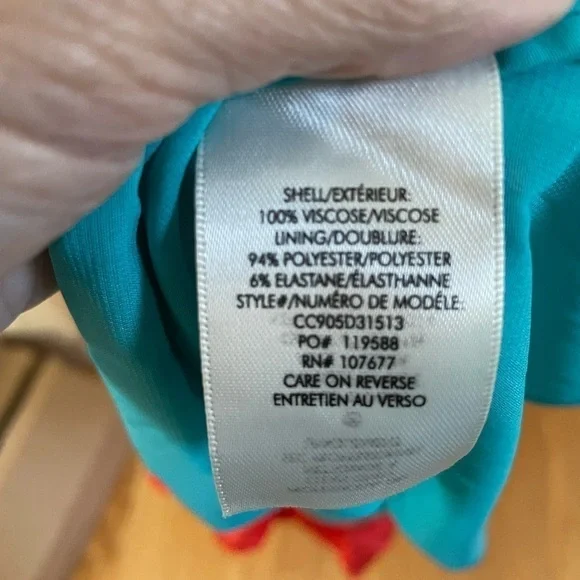 SHELL/EXTÉRIEUR:
100% VISCOSE/VISCOSE
LINING/DOUBLURE:
94% POLYESTER/POLYESTER
6% ELASTANE/ÉLASTHANNE
STYLE#/NUMÉRO DE MODÉLE:
CC905D31513
PO# 119588
RN# 107677
CARE ON REVERSE
ENTRETIEN AU VERSO